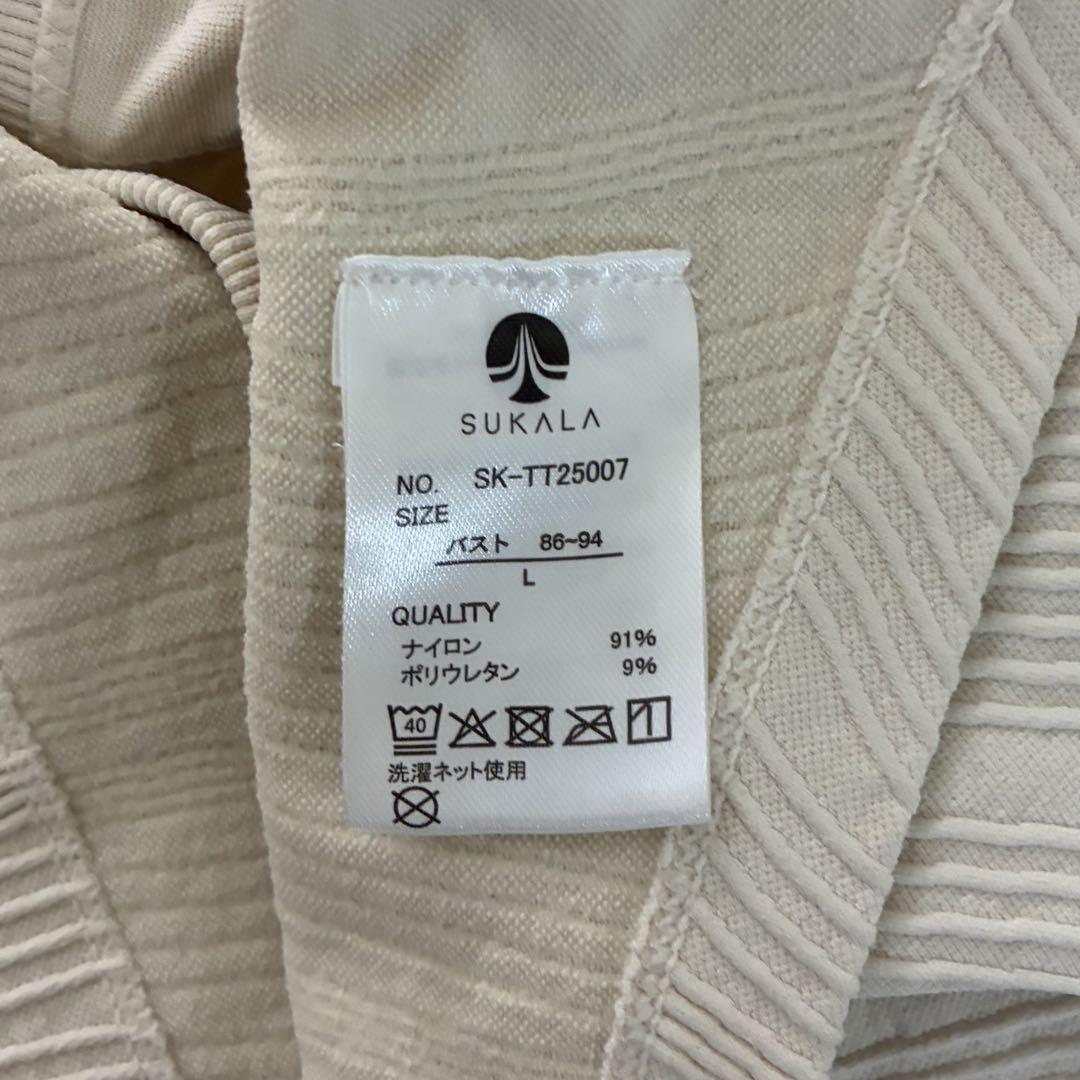 SUKALA
NO. SK-TT25007
SIZE
バスト 86~94
L
QUALITY
ナイロン 91%
ポリウレタン 9%
40
洗濯ネット使用